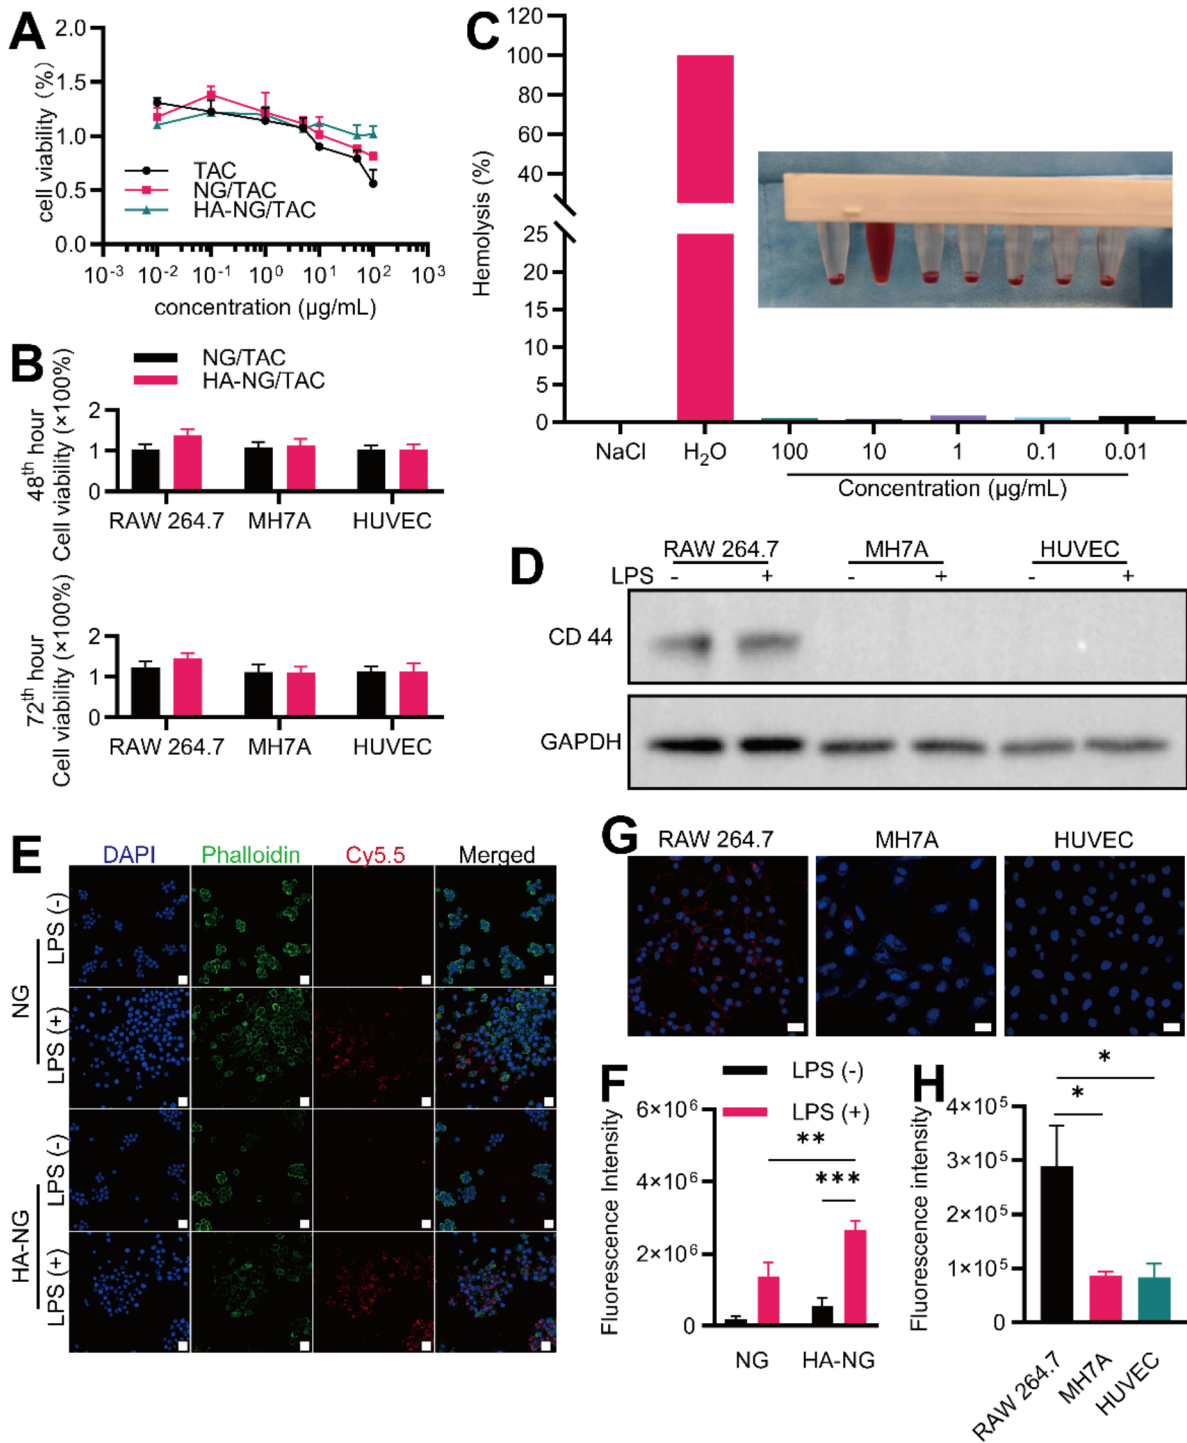 A
cell viability (%)
2.0
1.5
1.0
0.5
0.0
TAC
NG/TAC
HA-NG/TAC
10-3 10-2 10-1 100 101 102 103
concentration (μg/mL)
B
NG/TAC
HA-NG/TAC
48th hour
Cell viability (×100%)
2
1
0
RAW 264.7 MH7A HUVEC
72th hour
Cell viability (×100%)
2
1
0
RAW 264.7 MH7A HUVEC
C
Hemolysis (%)
120
100
80
60
40
25
20
15
10
5
0
NaCl H2O 100 10 1 0.1 0.01
Concentration (μg/mL)
D
RAW 264.7 MH7A HUVEC
LPS - + - + - +
CD 44
GAPDH
E
DAPI Phalloidin Cy5.5 Merged
NG
LPS (-)
LPS (+)
HA-NG
LPS (-)
LPS (+)
G
RAW 264.7 MH7A HUVEC
F
LPS (-)
LPS (+)
Fluorescence Intensity
6×106
4×106
2×106
0
**
***
NG HA-NG
H
Fluorescence intensity
4×105
3×105
2×105
1×105
0
*
*
RAW 264.7
MH7A
HUVEC